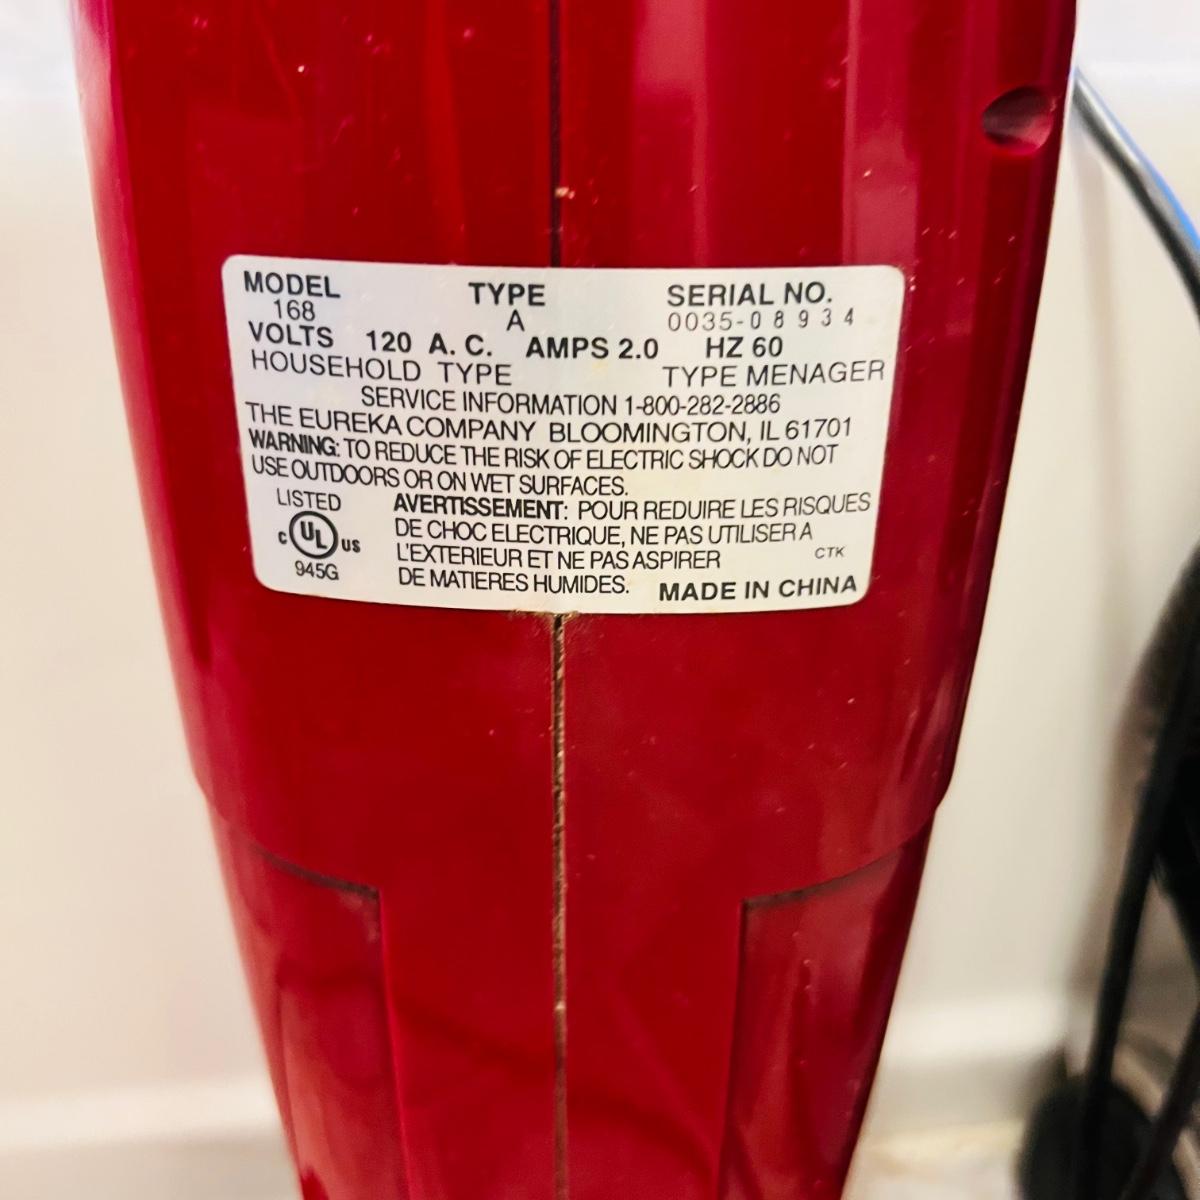 MODEL TYPE SERIAL NO.
168 A 0035-08934
VOLTS 120 A.C. AMPS 2.0 HZ 60
HOUSEHOLD TYPE TYPE MENAGER
SERVICE INFORMATION 1-800-282-2886
THE EUREKA COMPANY BLOOMINGTON, IL 61701
WARNING: TO REDUCE THE RISK OF ELECTRIC SHOCK DO NOT
USE OUTDOORS OR ON WET SURFACES.
LISTED
C UL US
945G
AVERTISSEMENT: POUR REDUIRE LES RISQUES
DE CHOC ELECTRIQUE, NE PAS UTILISER A
L'EXTERIEUR ET NE PAS ASPIRER
DE MATIERES HUMIDES.
CTK
MADE IN CHINA